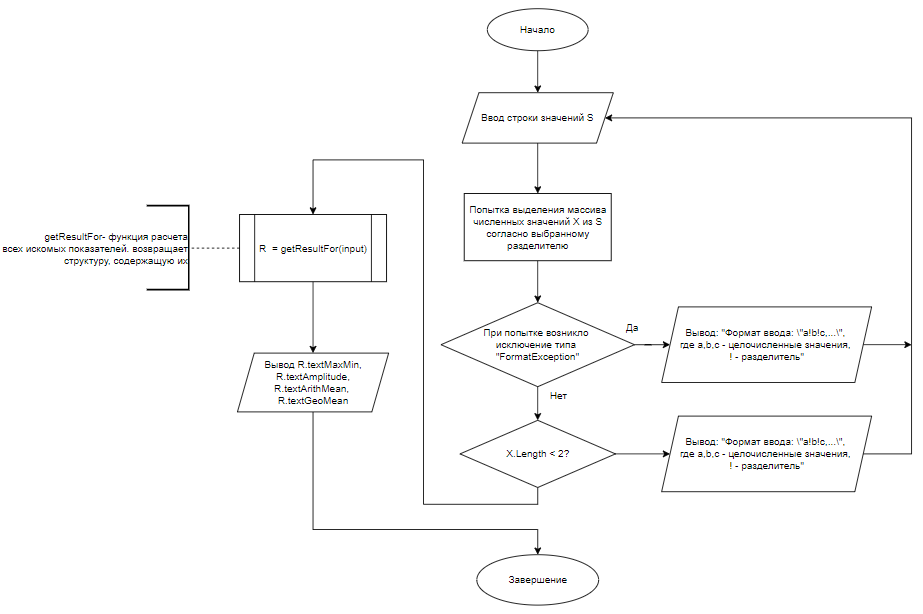 Начало
Ввод строки значений S
Попытка выделения массива
численных значений X из S
согласно выбранному
разделителю
getResultFor- функция расчета
всех искомых показателей. возвращает
структуру, содержащую их
R = getResultFor(input)
При попытке возникло
исключение типа
"FormatException"
Да
Вывод: "Формат ввода: \"a!b!c,...\",
где a,b,c - целочисленные значения,
! - разделитель"
Нет
Вывод R.textMaxMin,
R.textAmplitude,
R.textArithMean,
R.textGeoMean
X.Length < 2?
Вывод: "Формат ввода: \"a!b!c,...\",
где a,b,c - целочисленные значения,
! - разделитель"
Завершение